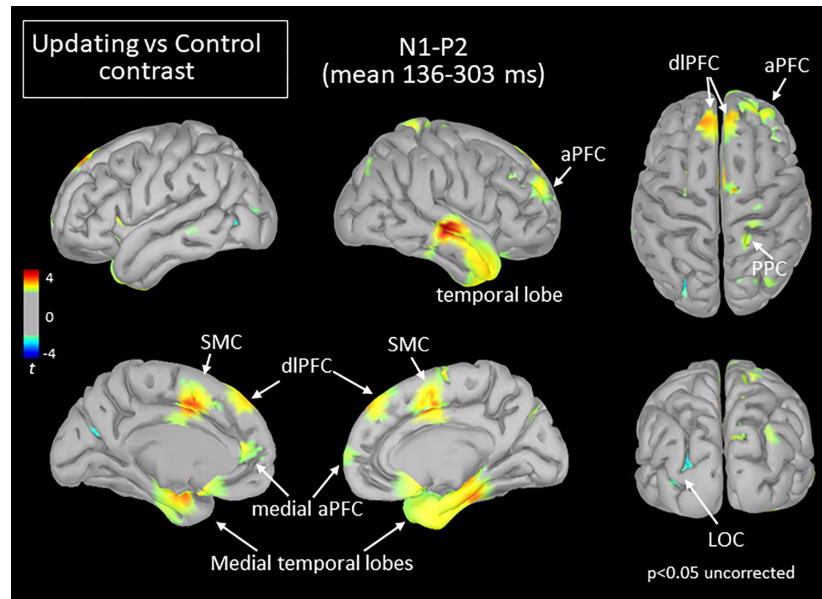 Updating vs Control
contrast
N1-P2
(mean 136-303 ms)
dlPFC
aPFC
aPFC
PPC
temporal lobe
4
0
-4
t
SMC
dlPFC
SMC
medial aPFC
Medial temporal lobes
LOC
p<0.05 uncorrected